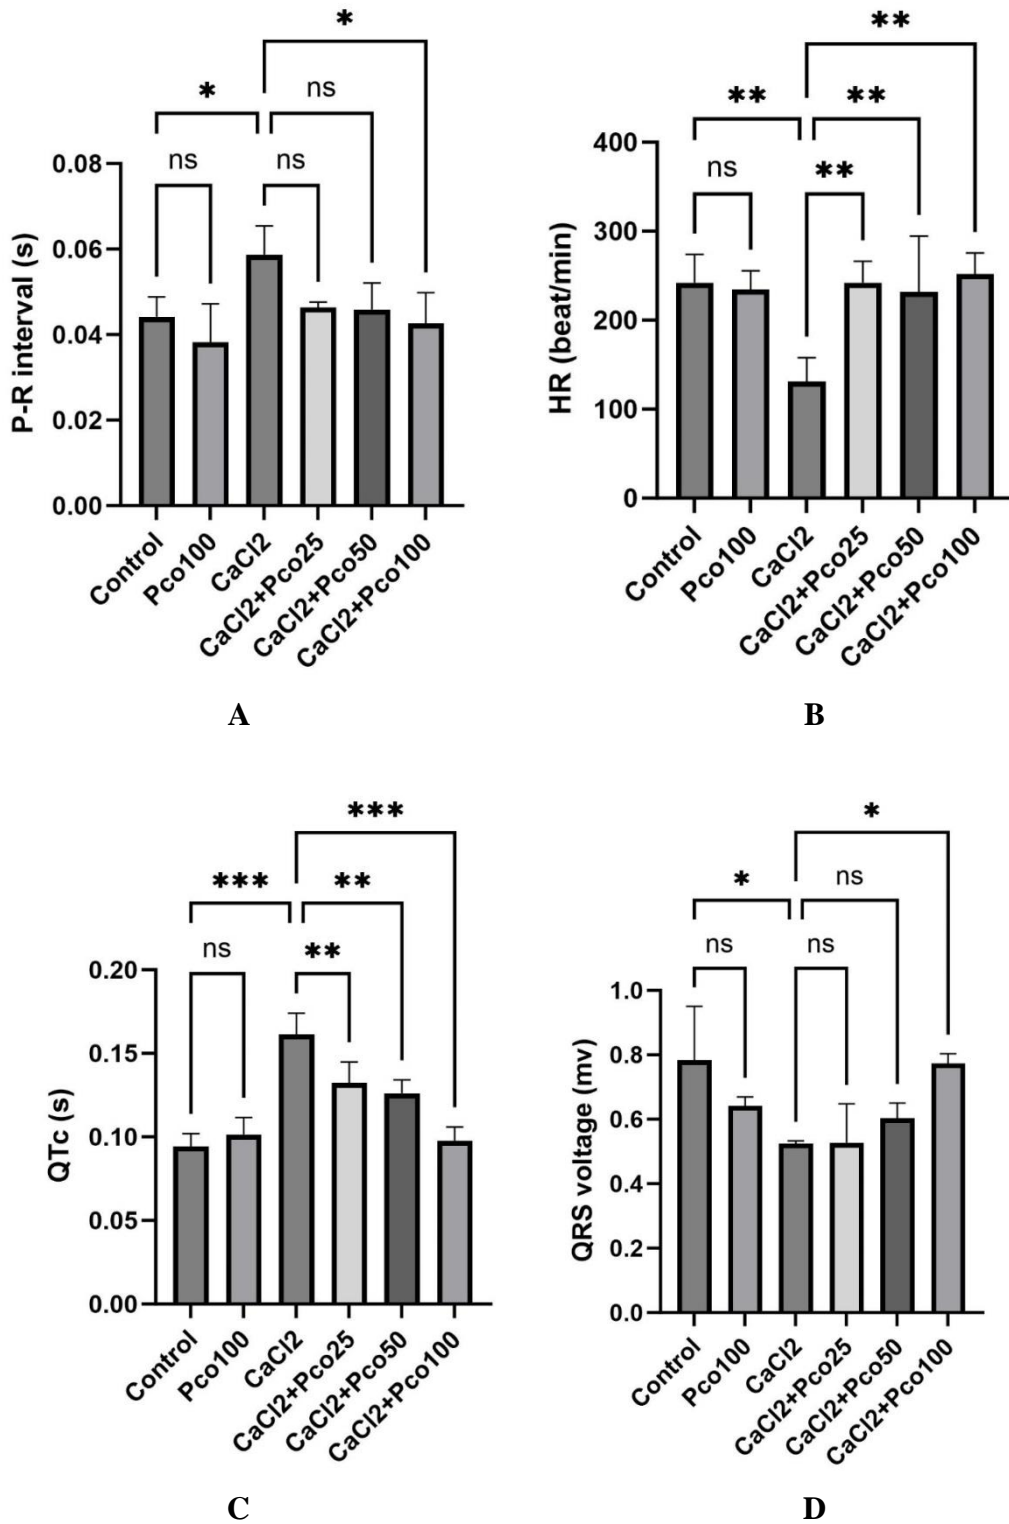 *
*
ns
ns
ns
0.08
0.06
0.04
0.02
0.00
P-R interval (s)
Control
Pco100
CaCl2
CaCl2+Pco25
CaCl2+Pco50
CaCl2+Pco100
A
**
**
**
ns
**
400
300
200
100
0
HR (beat/min)
Control
Pco100
CaCl2
CaCl2+Pco25
CaCl2+Pco50
CaCl2+Pco100
B
***
***
**
ns
**
0.20
0.15
0.10
0.05
0.00
QTc (s)
Control
Pco100
CaCl2
CaCl2+Pco25
CaCl2+Pco50
CaCl2+Pco100
C
*
*
ns
ns
ns
1.0
0.8
0.6
0.4
0.2
0.0
QRS voltage (mv)
Control
Pco100
CaCl2
CaCl2+Pco25
CaCl2+Pco50
CaCl2+Pco100
D